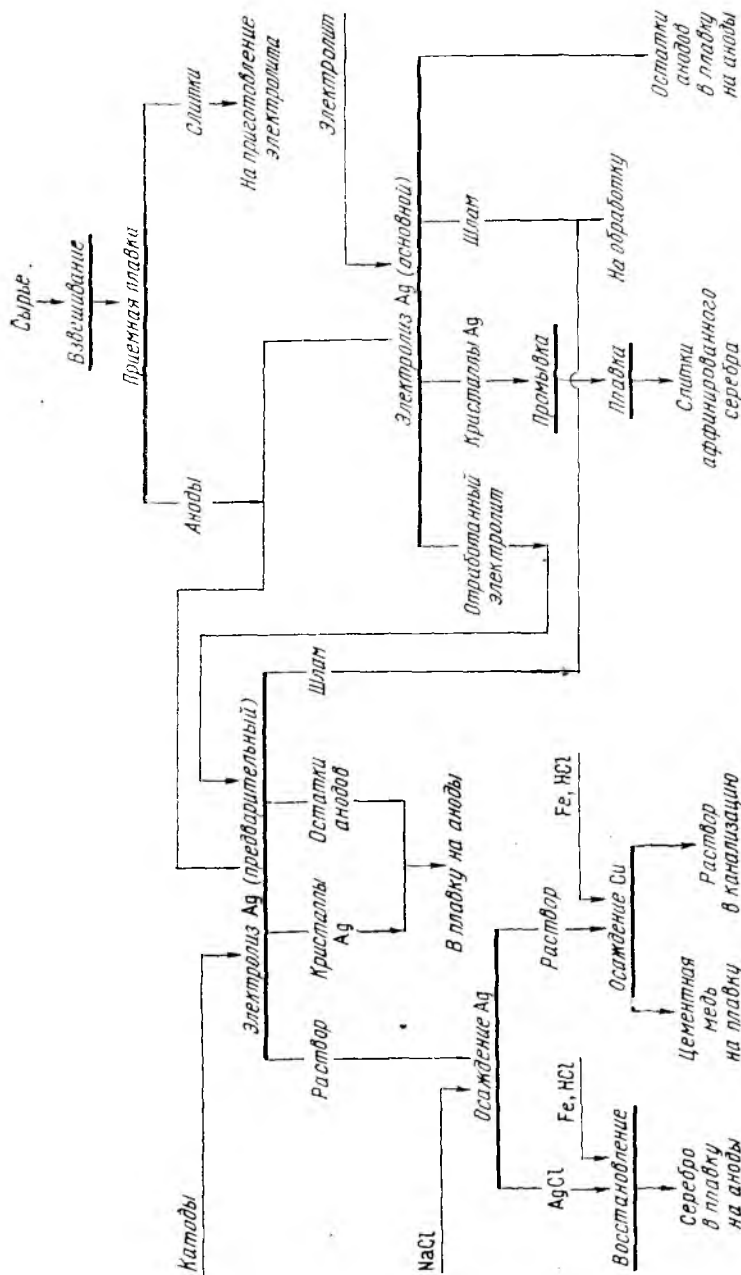 Сырье
Взвешивание
Приемная плавка
Аноды
Слитки
На приготовление
электролита
Электролит
Катоды
Электролиз Ag (предварительный)
Электролиз Ag (основной)
Раствор
Кристаллы
Ag
Остатки
анодов
Шлам
В плавку на аноды
Отриботанный
электролит
Кристаллы Ag
Шлам
Промывка
Плавка
Слитки
аффинированного
серебра
На обработку
Остатки
анодов
в плавку
на аноды
NaCl
Осаждение Ag
AgCl
Fe, HCl
Раствор
Fe, HCl
Восстановление
Осаждение Cu
Серебро
в плавку
на аноды
Цементная
медь
на плавку
Раствор
в канализацию